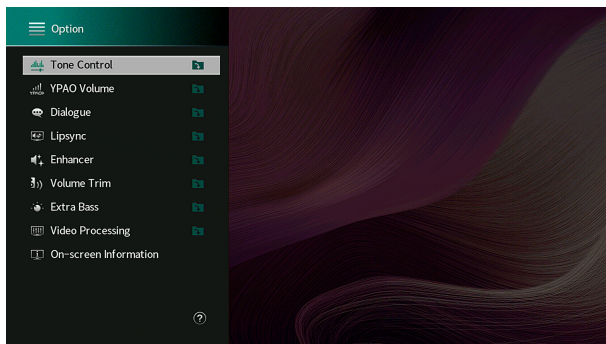 Option
Tone Control
YPAO Volume
Dialogue
Lipsync
Enhancer
Volume Trim
Extra Bass
Video Processing
On-screen Information
?